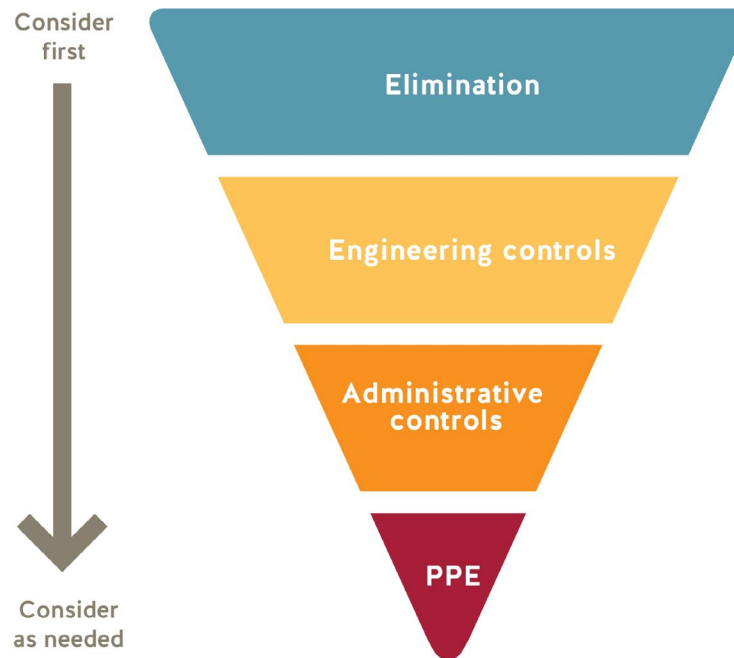 Consider
first
Elimination
Engineering controls
Administrative
controls
PPE
Consider
as needed